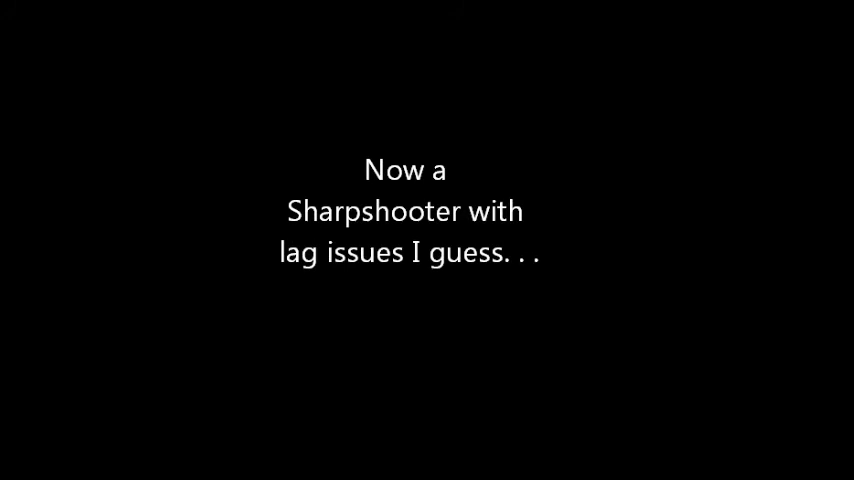 Now a
Sharpshooter with
lag issues I guess. . .